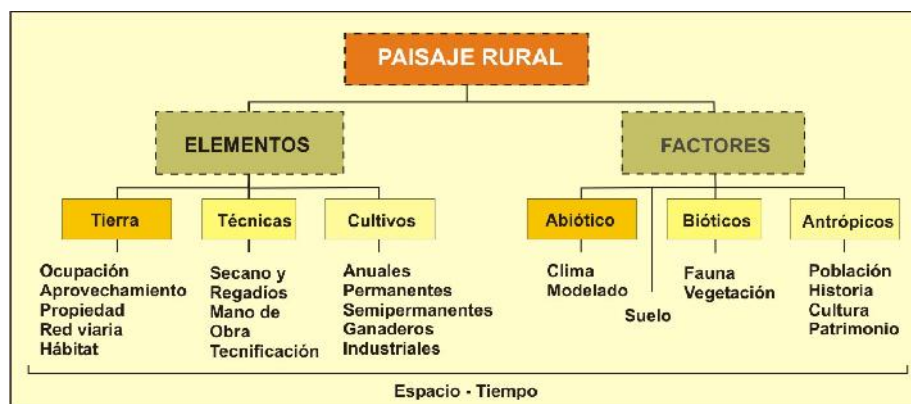 PAISAJE RURAL
ELEMENTOS
FACTORES
Tierra
Técnicas
Cultivos
Abiótico
Bióticos
Antrópicos
Ocupación
Aprovechamiento
Propiedad
Red viaria
Hábitat
Secano y
Regadíos
Mano de
Obra
Tecnificación
Anuales
Permanentes
Semipermanentes
Ganaderos
Industriales
Clima
Modelado
Suelo
Fauna
Vegetación
Población
Historia
Cultura
Patrimonio
Espacio - Tiempo